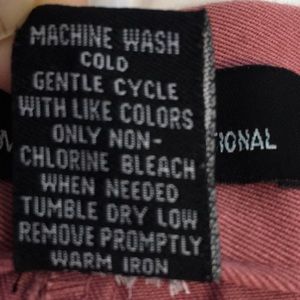 MACHINE WASH
COLD
GENTLE CYCLE
WITH LIKE COLORS
ONLY NON-
CHLORINE BLEACH
WHEN NEEDED
TUMBLE DRY LOW
REMOVE PROMPTLY
WARM IRON